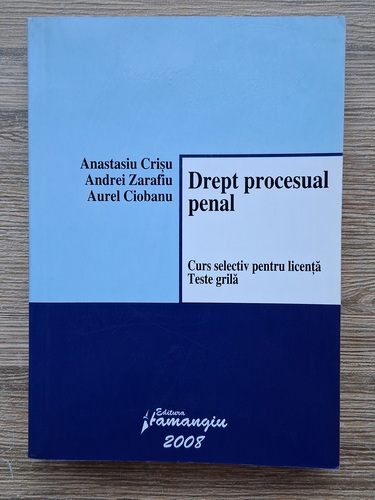 Anastasiu Crișu
Andrei Zarafiu
Aurel Ciobanu
Drept procesual
penal
Curs selectiv pentru licență
Teste grilă
Editura
Hamangiu
2008